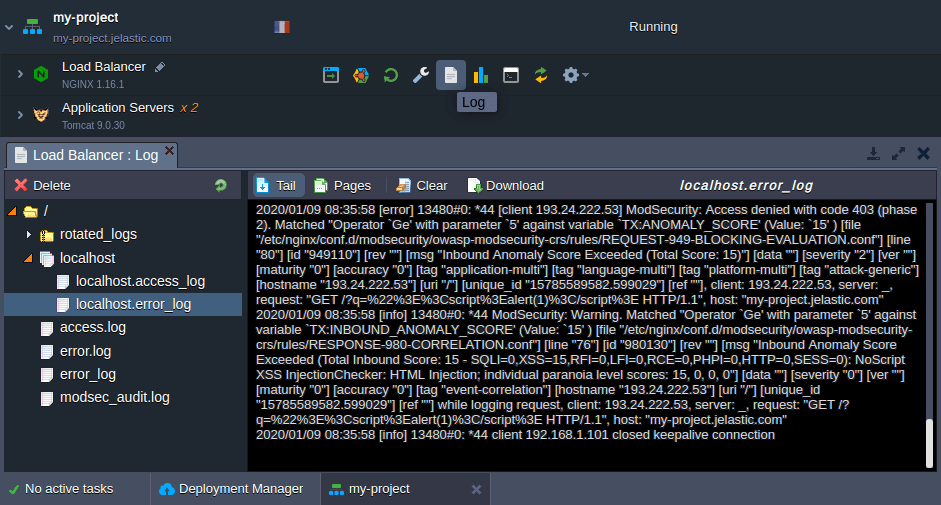 my-project
my-project.jelastic.com
Running
Load Balancer
NGINX 1.16.1
Log
Application Servers x 2
Tomcat 9.0.30
Load Balancer : Log
Delete
Tail
Pages
Clear
Download
localhost.error_log
/
rotated_logs
localhost
localhost.access_log
localhost.error_log
access.log
error.log
error_log
modsec_audit.log
2020/01/09 08:35:58 [error] 13480#0: *44 [client 193.24.222.53] ModSecurity: Access denied with code 403 (phase
2). Matched "Operator `Ge' with parameter `5' against variable `TX:ANOMALY_SCORE' (Value: `15' ) [file
"/etc/nginx/conf.d/modsecurity/owasp-modsecurity-crs/rules/REQUEST-949-BLOCKING-EVALUATION.conf"] [line
"80"] [id "949110"] [rev ""] [msg "Inbound Anomaly Score Exceeded (Total Score: 15)"] [data ""] [severity "2"] [ver ""]
[maturity "0"] [accuracy "0"] [tag "application-multi"] [tag "language-multi"] [tag "platform-multi"] [tag "attack-generic"]
[hostname "193.24.222.53"] [uri "/"] [unique_id "15785589582.599029"] [ref ""], client: 193.24.222.53, server: _,
request: "GET /?q=%22%3E%3Cscript%3Ealert(1)%3C/script%3E HTTP/1.1", host: "my-project.jelastic.com"
2020/01/09 08:35:58 [info] 13480#0: *44 ModSecurity: Warning. Matched "Operator `Ge' with parameter `5' against
variable `TX:INBOUND_ANOMALY_SCORE' (Value: `15' ) [file "/etc/nginx/conf.d/modsecurity/owasp-modsecurity-
crs/rules/RESPONSE-980-CORRELATION.conf"] [line "76"] [id "980130"] [rev ""] [msg "Inbound Anomaly Score
Exceeded (Total Inbound Score: 15 - SQLI=0,XSS=15,RFI=0,LFI=0,RCE=0,PHPI=0,HTTP=0,SESS=0): NoScript
XSS InjectionChecker: HTML Injection; individual paranoia level scores: 15, 0, 0, 0"] [data ""] [severity "0"] [ver ""]
[maturity "0"] [accuracy "0"] [tag "event-correlation"] [hostname "193.24.222.53"] [uri "/"] [unique_id
"15785589582.599029"] [ref ""] while logging request, client: 193.24.222.53, server: _, request: "GET /?
q=%22%3E%3Cscript%3Ealert(1)%3C/script%3E HTTP/1.1", host: "my-project.jelastic.com"
2020/01/09 08:35:58 [info] 13480#0: *44 client 192.168.1.101 closed keepalive connection
No active tasks
Deployment Manager
my-project